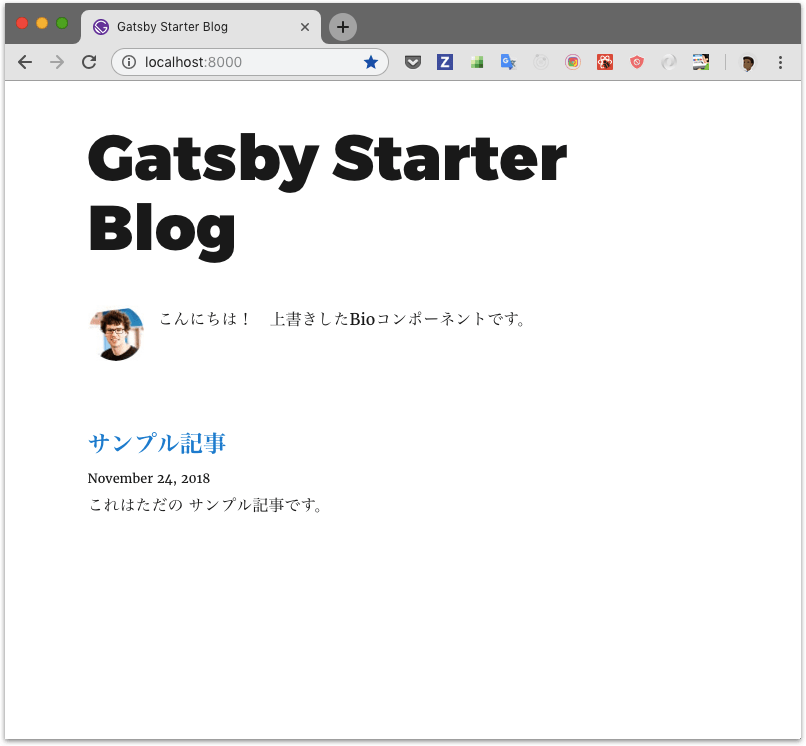 Gatsby Starter Blog
localhost:8000
Gatsby Starter
Blog
こんにちは！　上書きしたBioコンポーネントです。
サンプル記事
November 24, 2018
これはただの サンプル記事です。